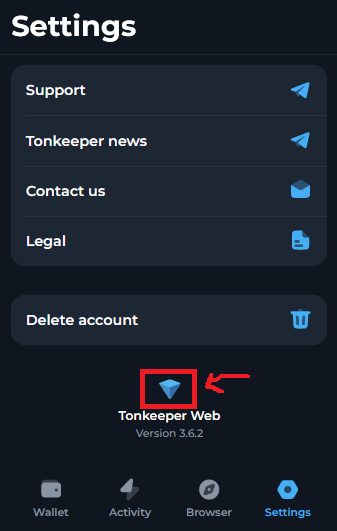 Settings
Support
Tonkeeper news
Contact us
Legal
Delete account
Tonkeeper Web
Version 3.6.2
Wallet Activity Browser Settings